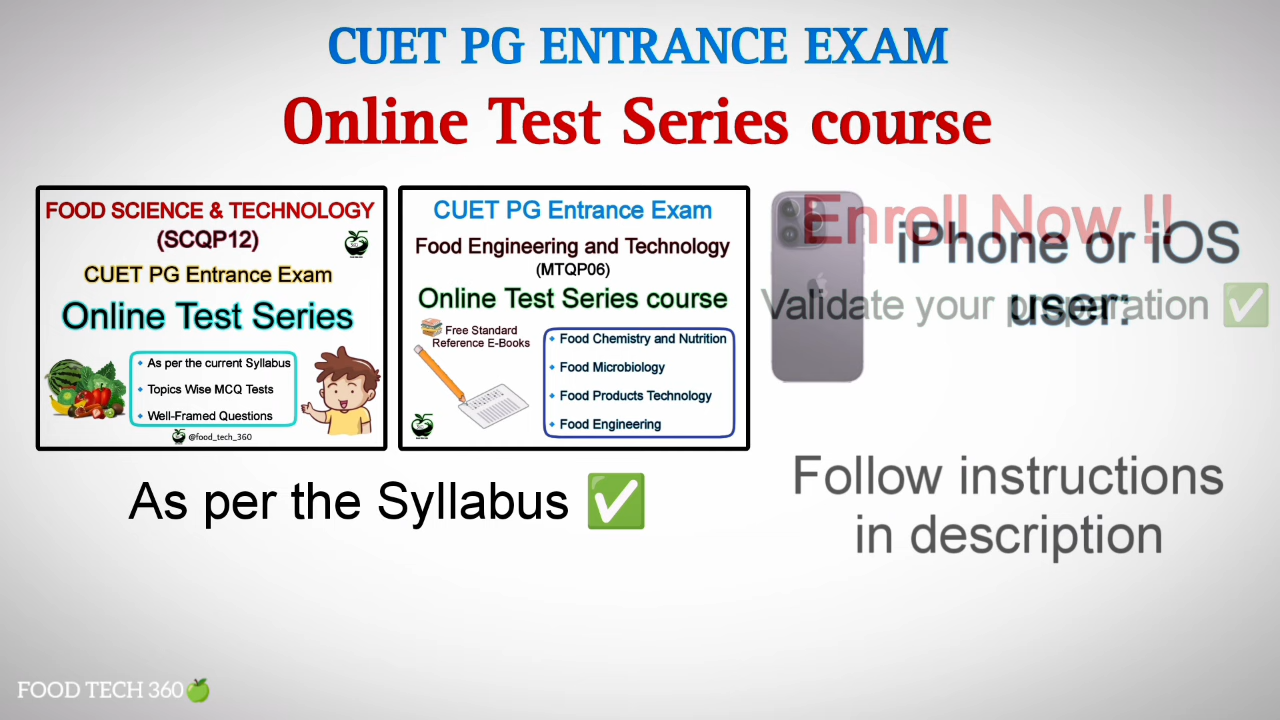 CUET PG ENTRANCE EXAM
Online Test Series course
FOOD SCIENCE & TECHNOLOGY
(SCQP12)
CUET PG Entrance Exam
Online Test Series
As per the current Syllabus
Topics Wise MCQ Tests
Well-Framed Questions
@food_tech_360
CUET PG Entrance Exam
Food Engineering and Technology
(MTQP06)
Online Test Series course
Free Standard
Reference E-Books
Food Chemistry and Nutrition
Food Microbiology
Food Products Technology
Food Engineering
Enroll Now !!
iPhone or iOS
user:
Validate your preparation ✅
Follow instructions
in description
As per the Syllabus ✅
FOOD TECH 360🍏